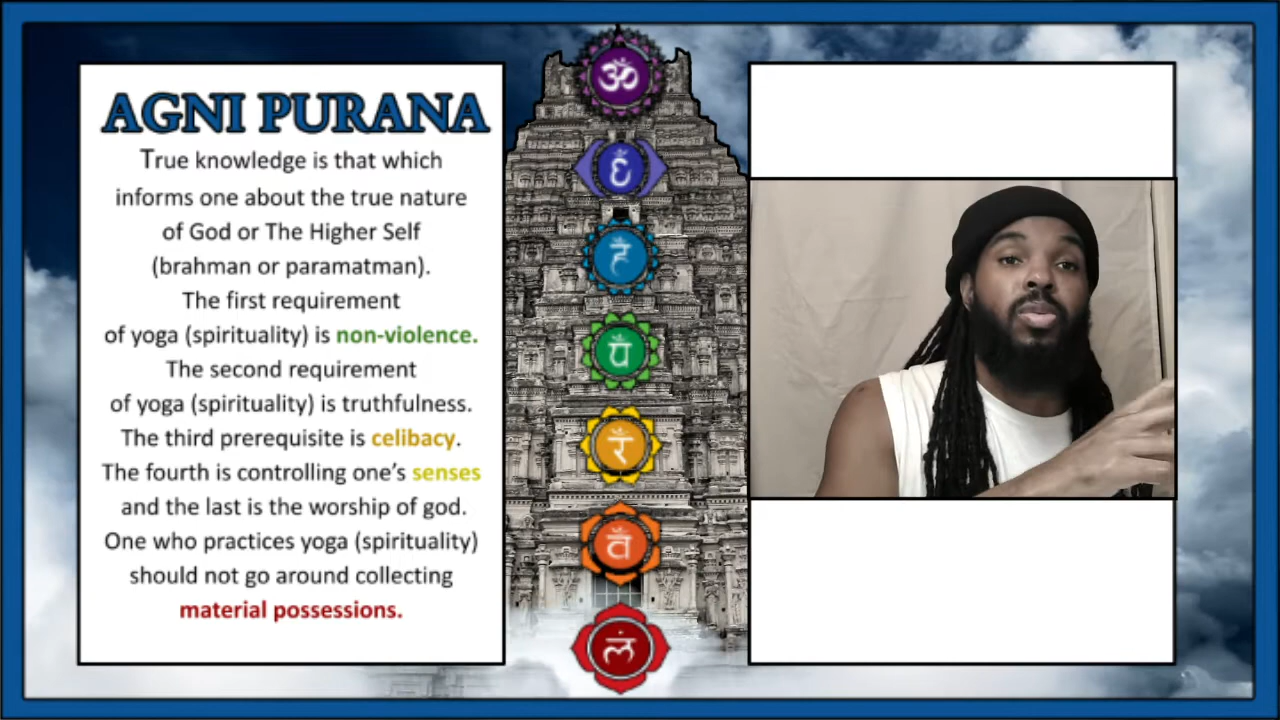 AGNI PURANA
True knowledge is that which
informs one about the true nature
of God or The Higher Self
(brahman or paramatman).
The first requirement
of yoga (spirituality) is non-violence.
The second requirement
of yoga (spirituality) is truthfulness.
The third prerequisite is celibacy.
The fourth is controlling one's senses
and the last is the worship of god.
One who practices yoga (spirituality)
should not go around collecting
material possessions.
ॐ
ह
रं
वं
लं